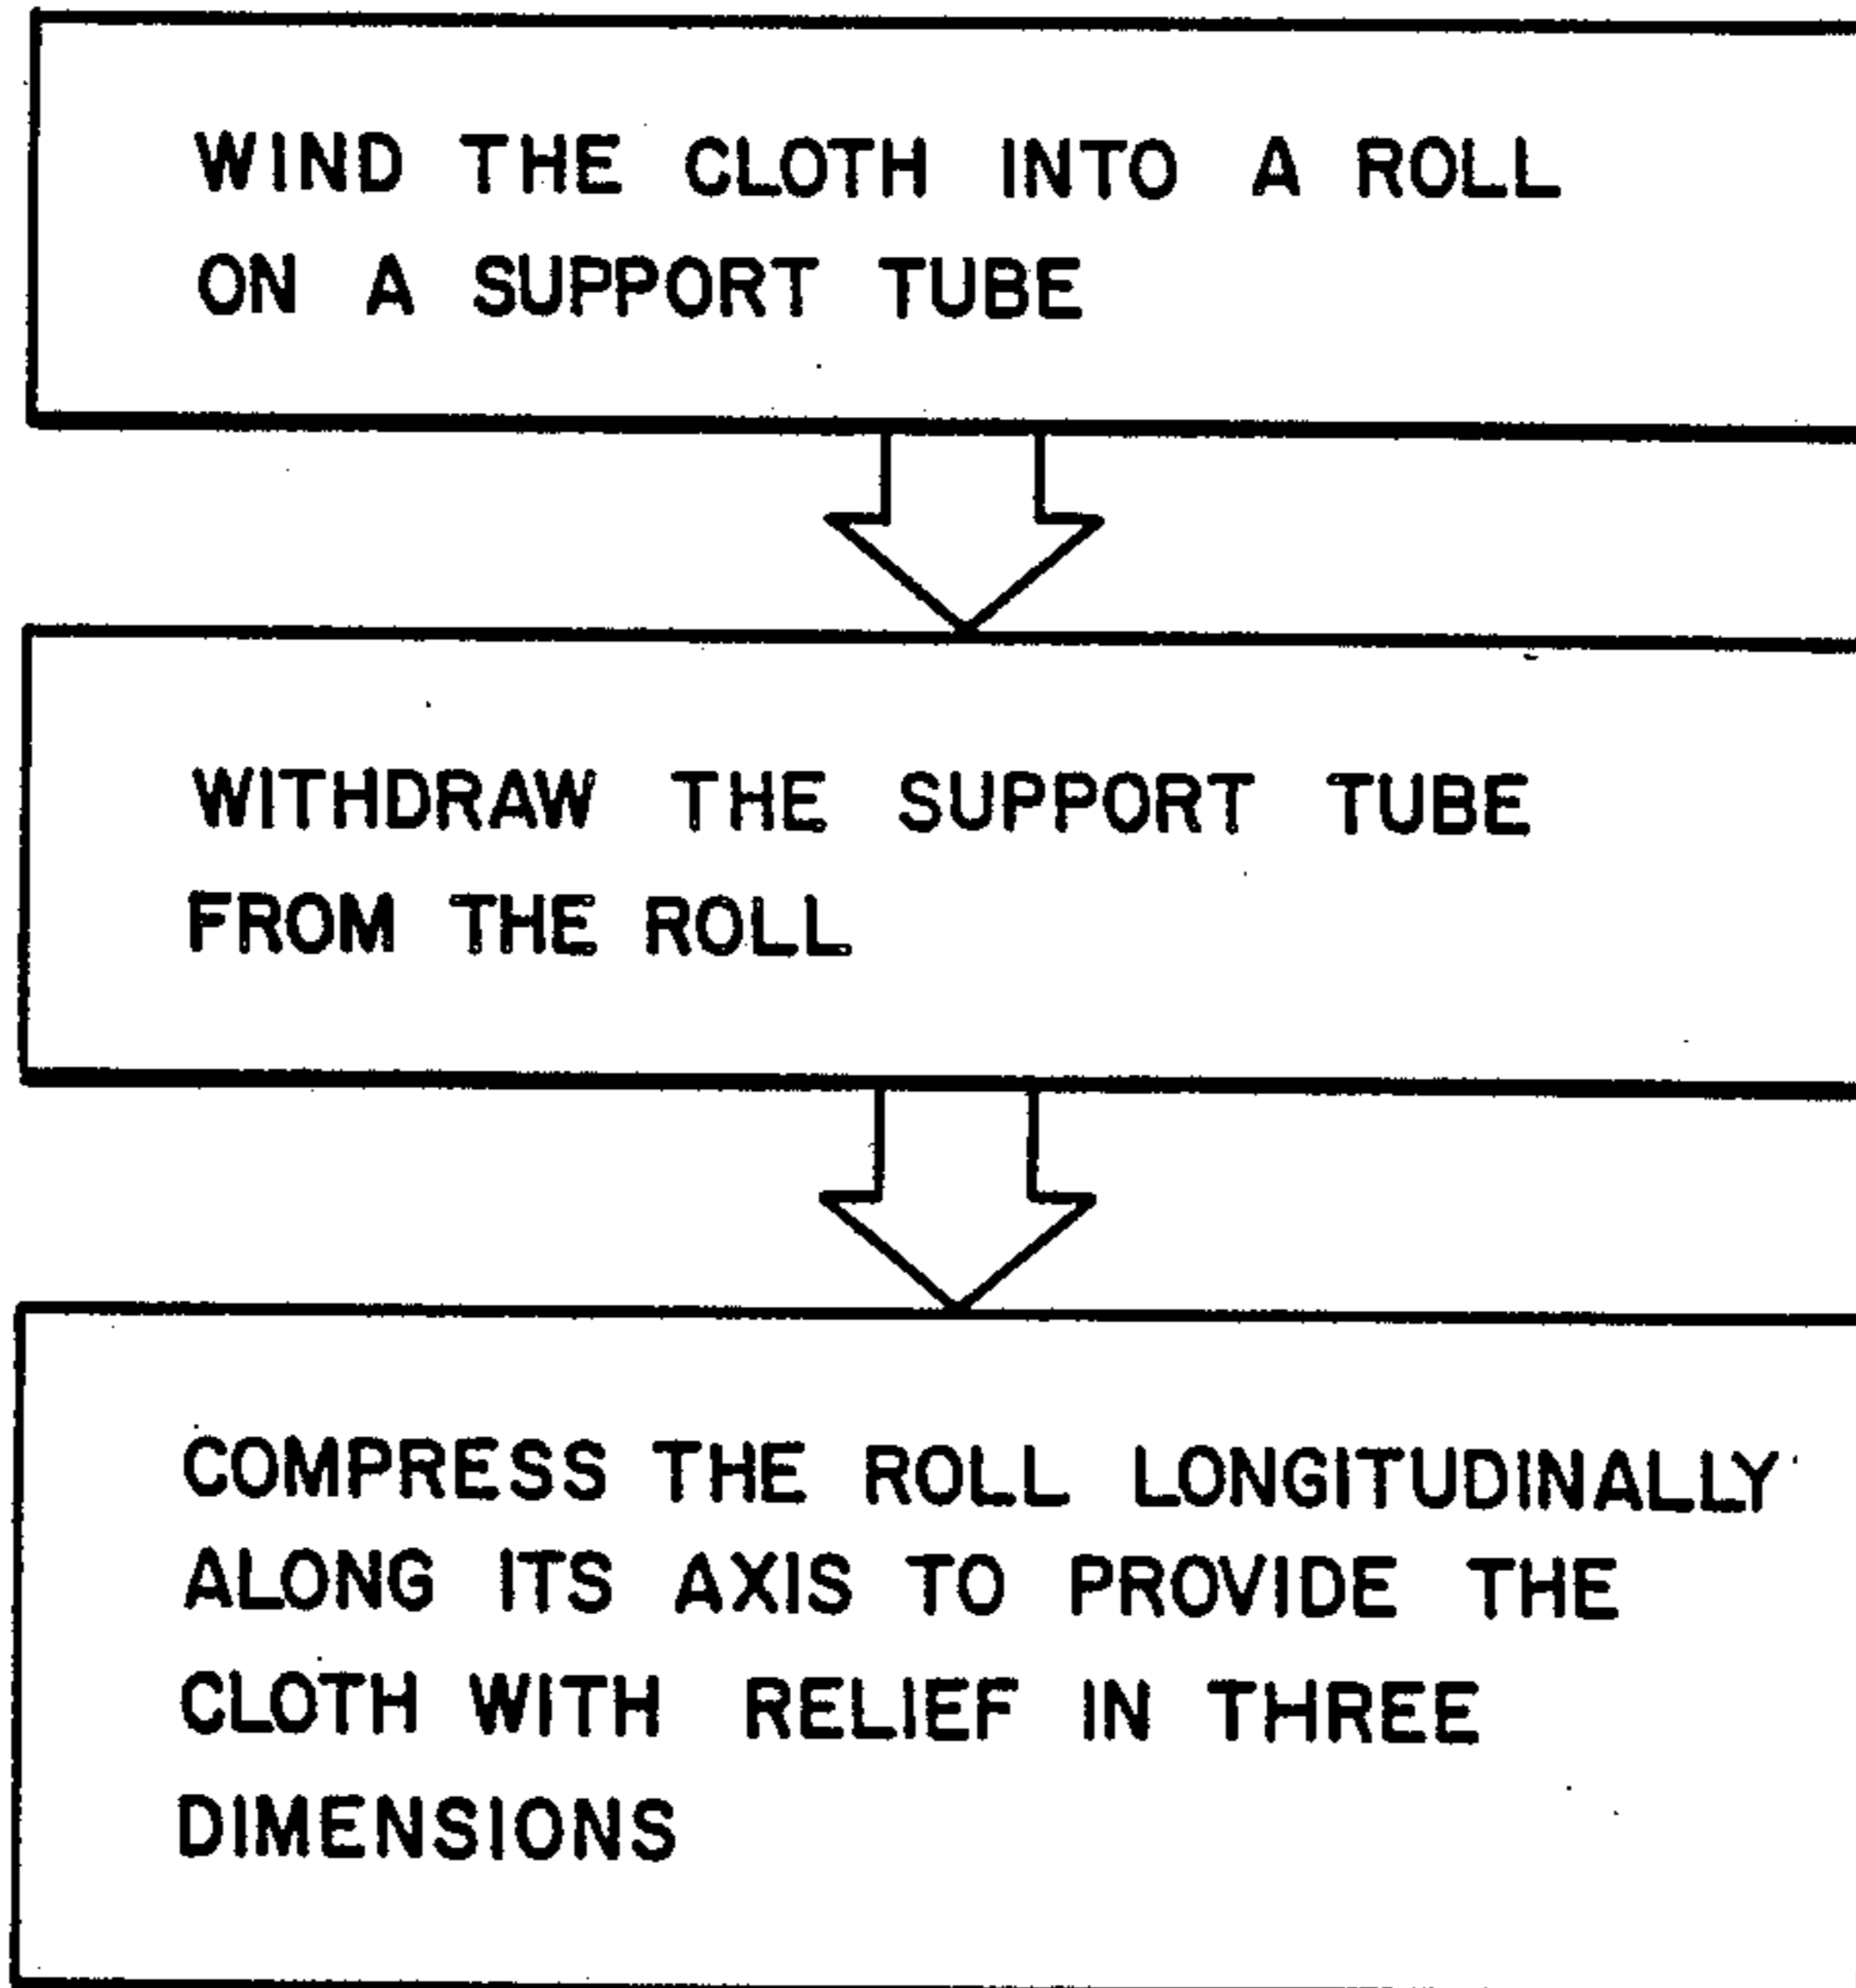 WIND THE CLOTH INTO A ROLL
ON A SUPPORT TUBE
WITHDRAW THE SUPPORT TUBE
FROM THE ROLL
COMPRESS THE ROLL LONGITUDINALLY
ALONG ITS AXIS TO PROVIDE THE
CLOTH WITH RELIEF IN THREE
DIMENSIONS